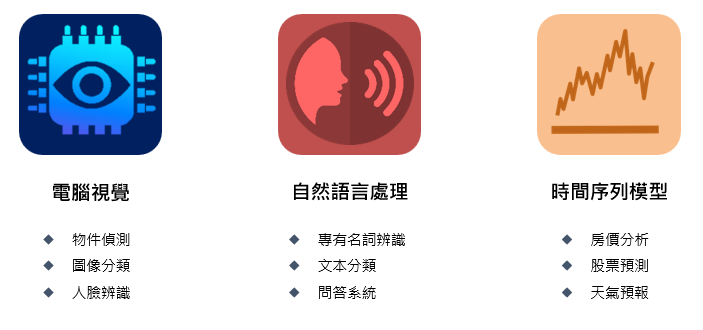 電腦視覺
物件偵測
圖像分類
人臉辨識
自然語言處理
專有名詞辨識
文本分類
問答系統
時間序列模型
房價分析
股票預測
天氣預報